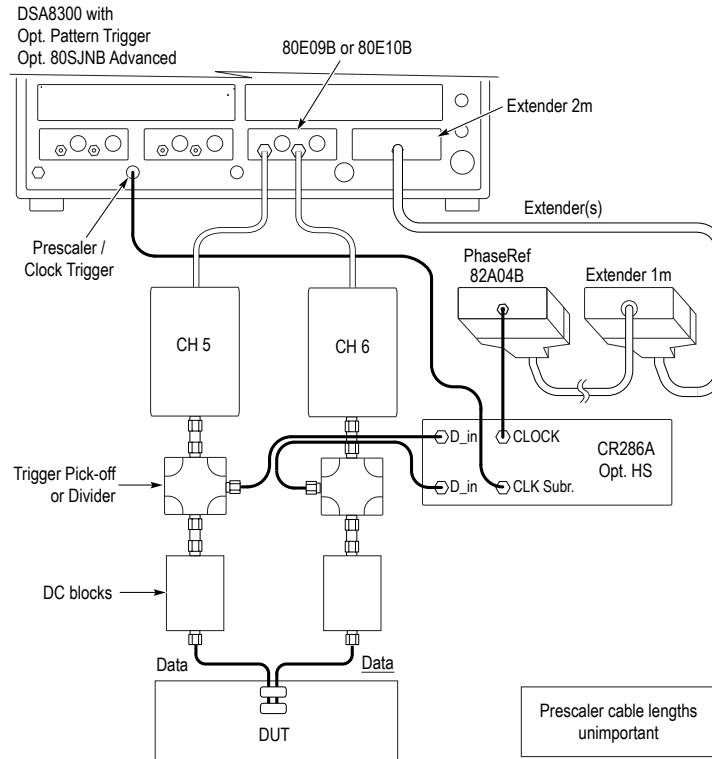 DSA8300 with
Opt. Pattern Trigger
Opt. 80SJNB Advanced
80E09B or 80E10B
Extender 2m
Extender(s)
Prescaler /
Clock Trigger
PhaseRef
82A04B
Extender 1m
CH 5
CH 6
D_in
CLOCK
CR286A
Opt. HS
D_in
CLK Subr.
Trigger Pick-off
or Divider
DC blocks
Data
Data
DUT
Prescaler cable lengths
unimportant